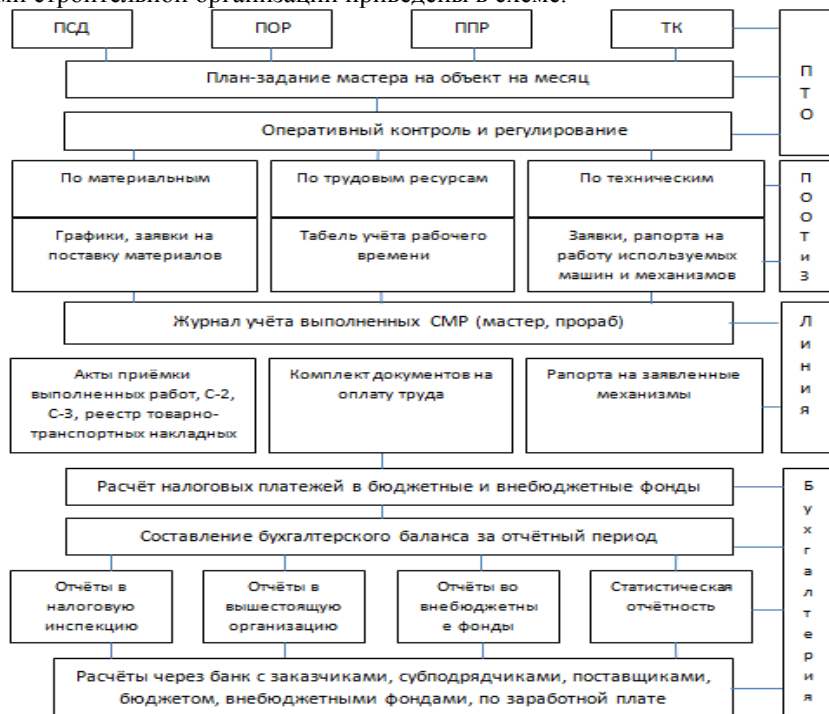 ми строительной организации приведены в схеме.
ПСД
ПОР
ППР
ТК
План-задание мастера на объект на месяц
Оперативный контроль и регулирование
ПТО
По материальным
По трудовым ресурсам
По техническим
Графики, заявки на
поставку материалов
Табель учёта рабочего
времени
Заявки, рапорта на
работу используемых
машин и механизмов
ПООТиЗ
Журнал учёта выполненных СМР (мастер, прораб)
Акты приёмки
выполненных работ, С-2,
С-3, реестр товарно-
транспортных накладных
Комплект документов на
оплату труда
Рапорта на заявленные
механизмы
Линия
Расчёт налоговых платежей в бюджетные и внебюджетные фонды
Составление бухгалтерского баланса за отчётный период
Отчёты в
налоговую
инспекцию
Отчёты в
вышестоящую
организацию
Отчёты во
внебюджетны
е фонды
Статистическая
отчётность
Расчёты через банк с заказчиками, субподрядчиками, поставщиками,
бюджетом, внебюджетными фондами, по заработной плате
Бухгалтерия